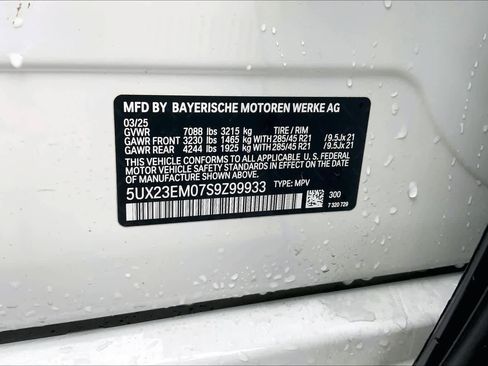 MFD BY BAYERISCHE MOTOREN WERKE AG
03/25
GVWR 7088 lbs 3215 kg TIRE / RIM
GAWR FRONT 3230 lbs 1465 kg WITH 285/45 R21 / 9.5Jx 21
GAWR REAR 4244 lbs 1925 kg WITH 285/45 R21 / 9.5Jx 21
THIS VEHICLE CONFORMS TO ALL APPLICABLE U.S. FEDERAL
MOTOR VEHICLE SAFETY STANDARDS IN EFFECT ON THE DATE
OF MANUFACTURE SHOWN ABOVE.
5UX23EM07S9Z99933 TYPE: MPV
300
7 320 729